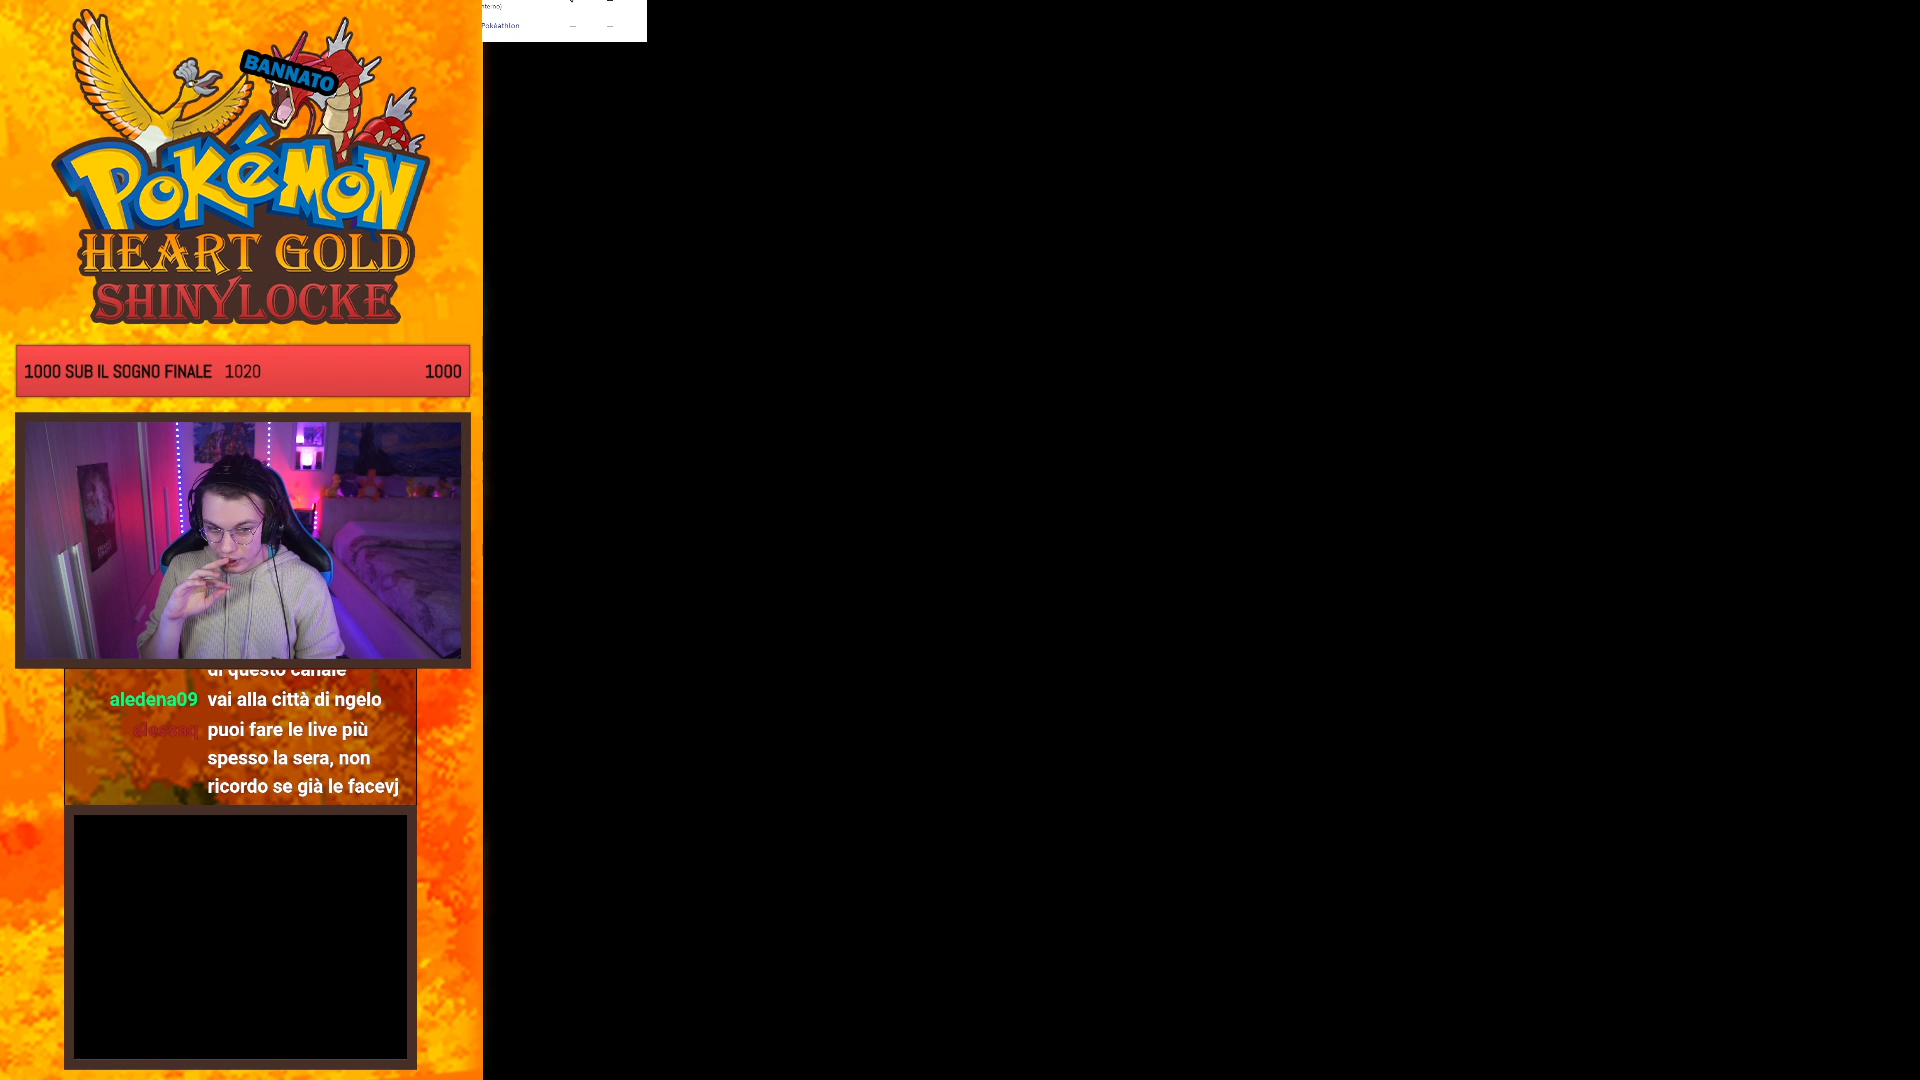 nterno)
Pokéathlon — —
BANNATO
POKéMON
HEART GOLD
SHINYLOCKE
1000 SUB IL SOGNO FINALE 1020 1000
di questo canale
aledena09 vai alla città di ngelo
puoi fare le live più
spesso la sera, non
ricordo se già le facevj